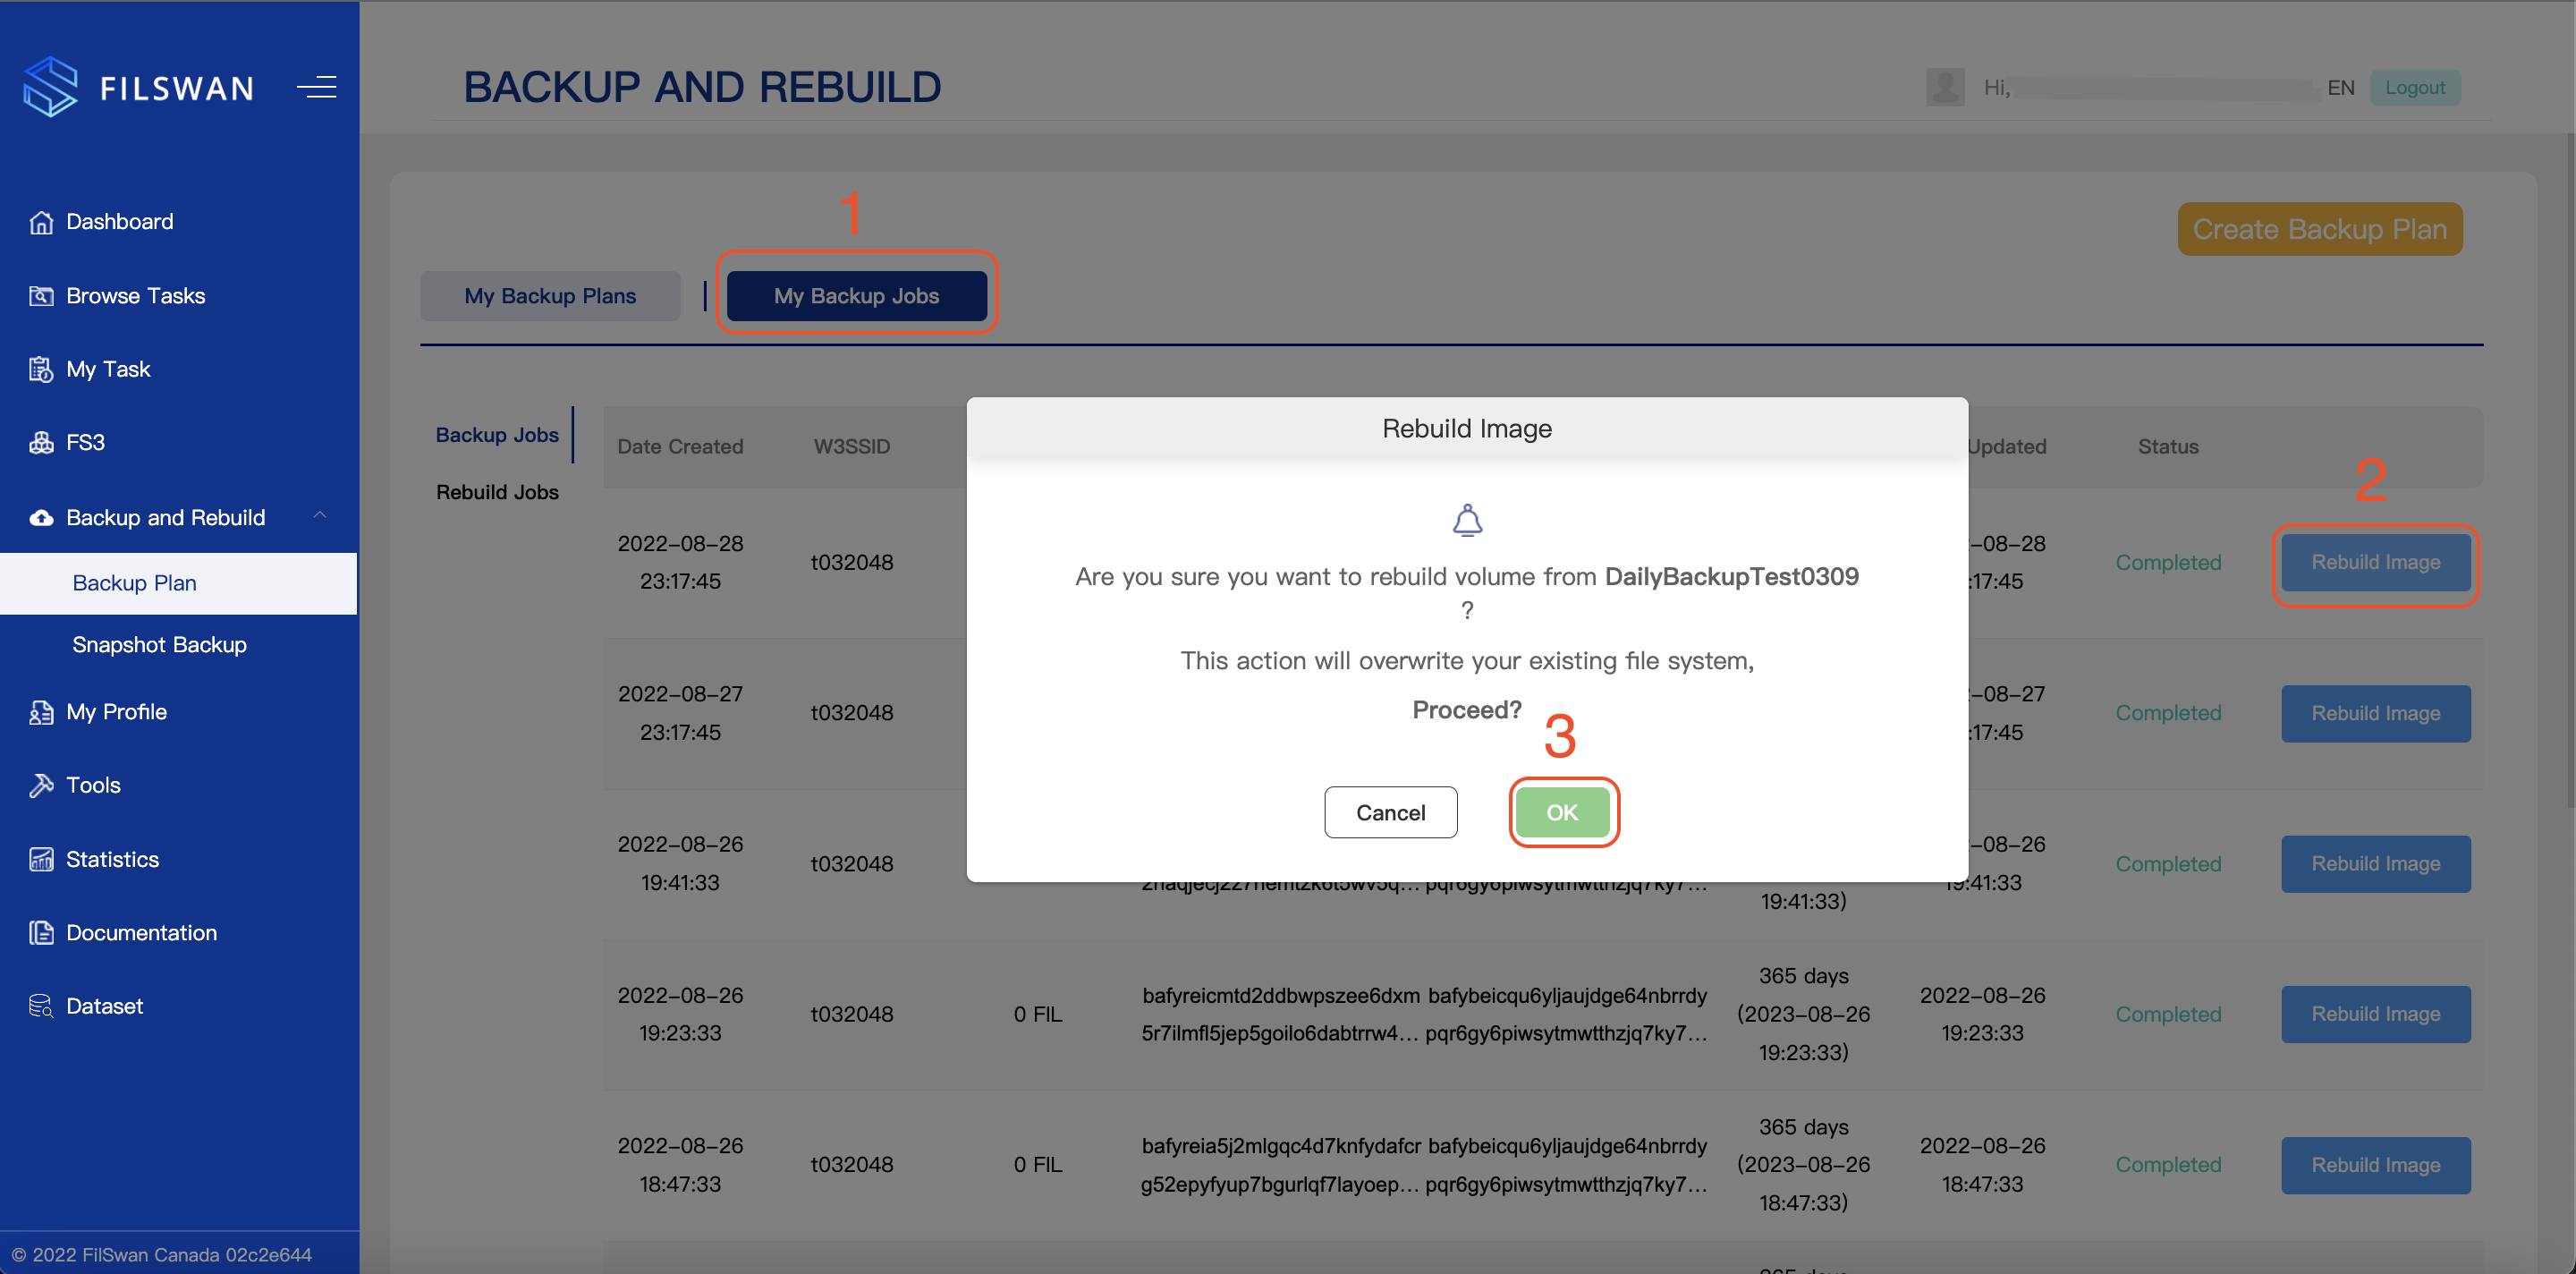 FILSWAN
Dashboard
Browse Tasks
My Task
FS3
Backup and Rebuild
Backup Plan
Snapshot Backup
My Profile
Tools
Statistics
Documentation
Dataset
© 2022 FilSwan Canada 02c2e644
BACKUP AND REBUILD
Hi,
EN
Logout
1
Create Backup Plan
My Backup Plans
My Backup Jobs
Backup Jobs
Rebuild Jobs
Date Created W3SSID Updated Status
2
2022-08-28
23:17:45
t032048
-08-28
:17:45
Completed
Rebuild Image
2022-08-27
23:17:45
t032048
-08-27
:17:45
Completed
Rebuild Image
2022-08-26
19:41:33
t032048
19:41:33)
-08-26
19:41:33
Completed
Rebuild Image
2022-08-26
19:23:33
t032048
0 FIL
bafyreicmtd2ddbwpszee6dxm bafybeicqu6yljaujdge64nbrrdy
5r7ilmfl5jep5goilo6dabtrrw4... pqr6gy6piwsytmwtthzjq7ky7...
365 days
(2023-08-26
19:23:33)
2022-08-26
19:23:33
Completed
Rebuild Image
2022-08-26
18:47:33
t032048
0 FIL
bafyreia5j2mlgqc4d7knfydafcr bafybeicqu6yljaujdge64nbrrdy
g52epyfyup7bgurlqf7layoep... pqr6gy6piwsytmwtthzjq7ky7...
365 days
(2023-08-26
18:47:33)
2022-08-26
18:47:33
Completed
Rebuild Image
Rebuild Image
Are you sure you want to rebuild volume from DailyBackupTest0309
?
This action will overwrite your existing file system,
Proceed?
3
Cancel
OK